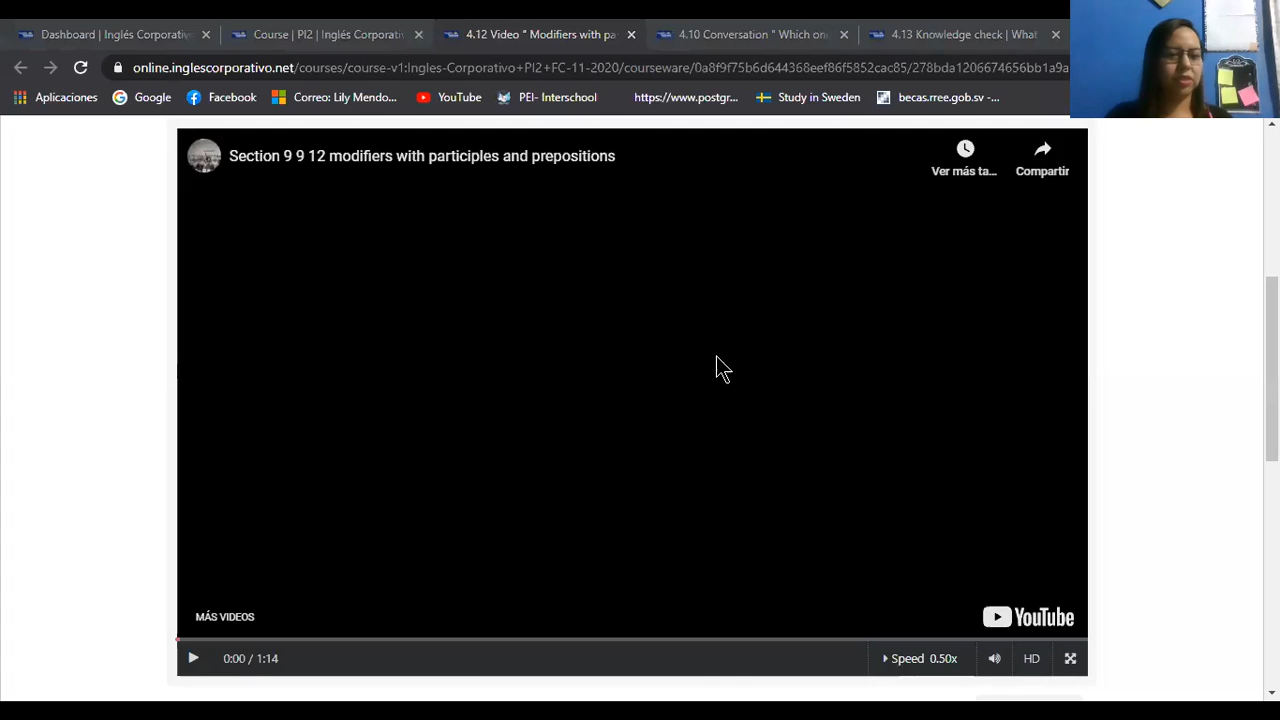 Dashboard | Inglés Corporativo
Course | PI2 | Inglés Corporativ
4.12 Video " Modifiers with pa
4.10 Conversation " Which on
4.13 Knowledge check | What
online.inglescorporativo.net/courses/course-v1:Ingles-Corporativo+PI2+FC-11-2020/courseware/0a8f9f75b6d644368eef86f5852cac85/278bda1206674656bb1a9a
Aplicaciones
Google
Facebook
Correo: Lily Mendo...
YouTube
PEI- Interschool
https://www.postgr...
Study in Sweden
becas.rree.gob.sv -...
Section 9 9 12 modifiers with participles and prepositions
Ver más ta...
Compartir
MÁS VIDEOS
YouTube
0:00 / 1:14
Speed 0.50x
HD